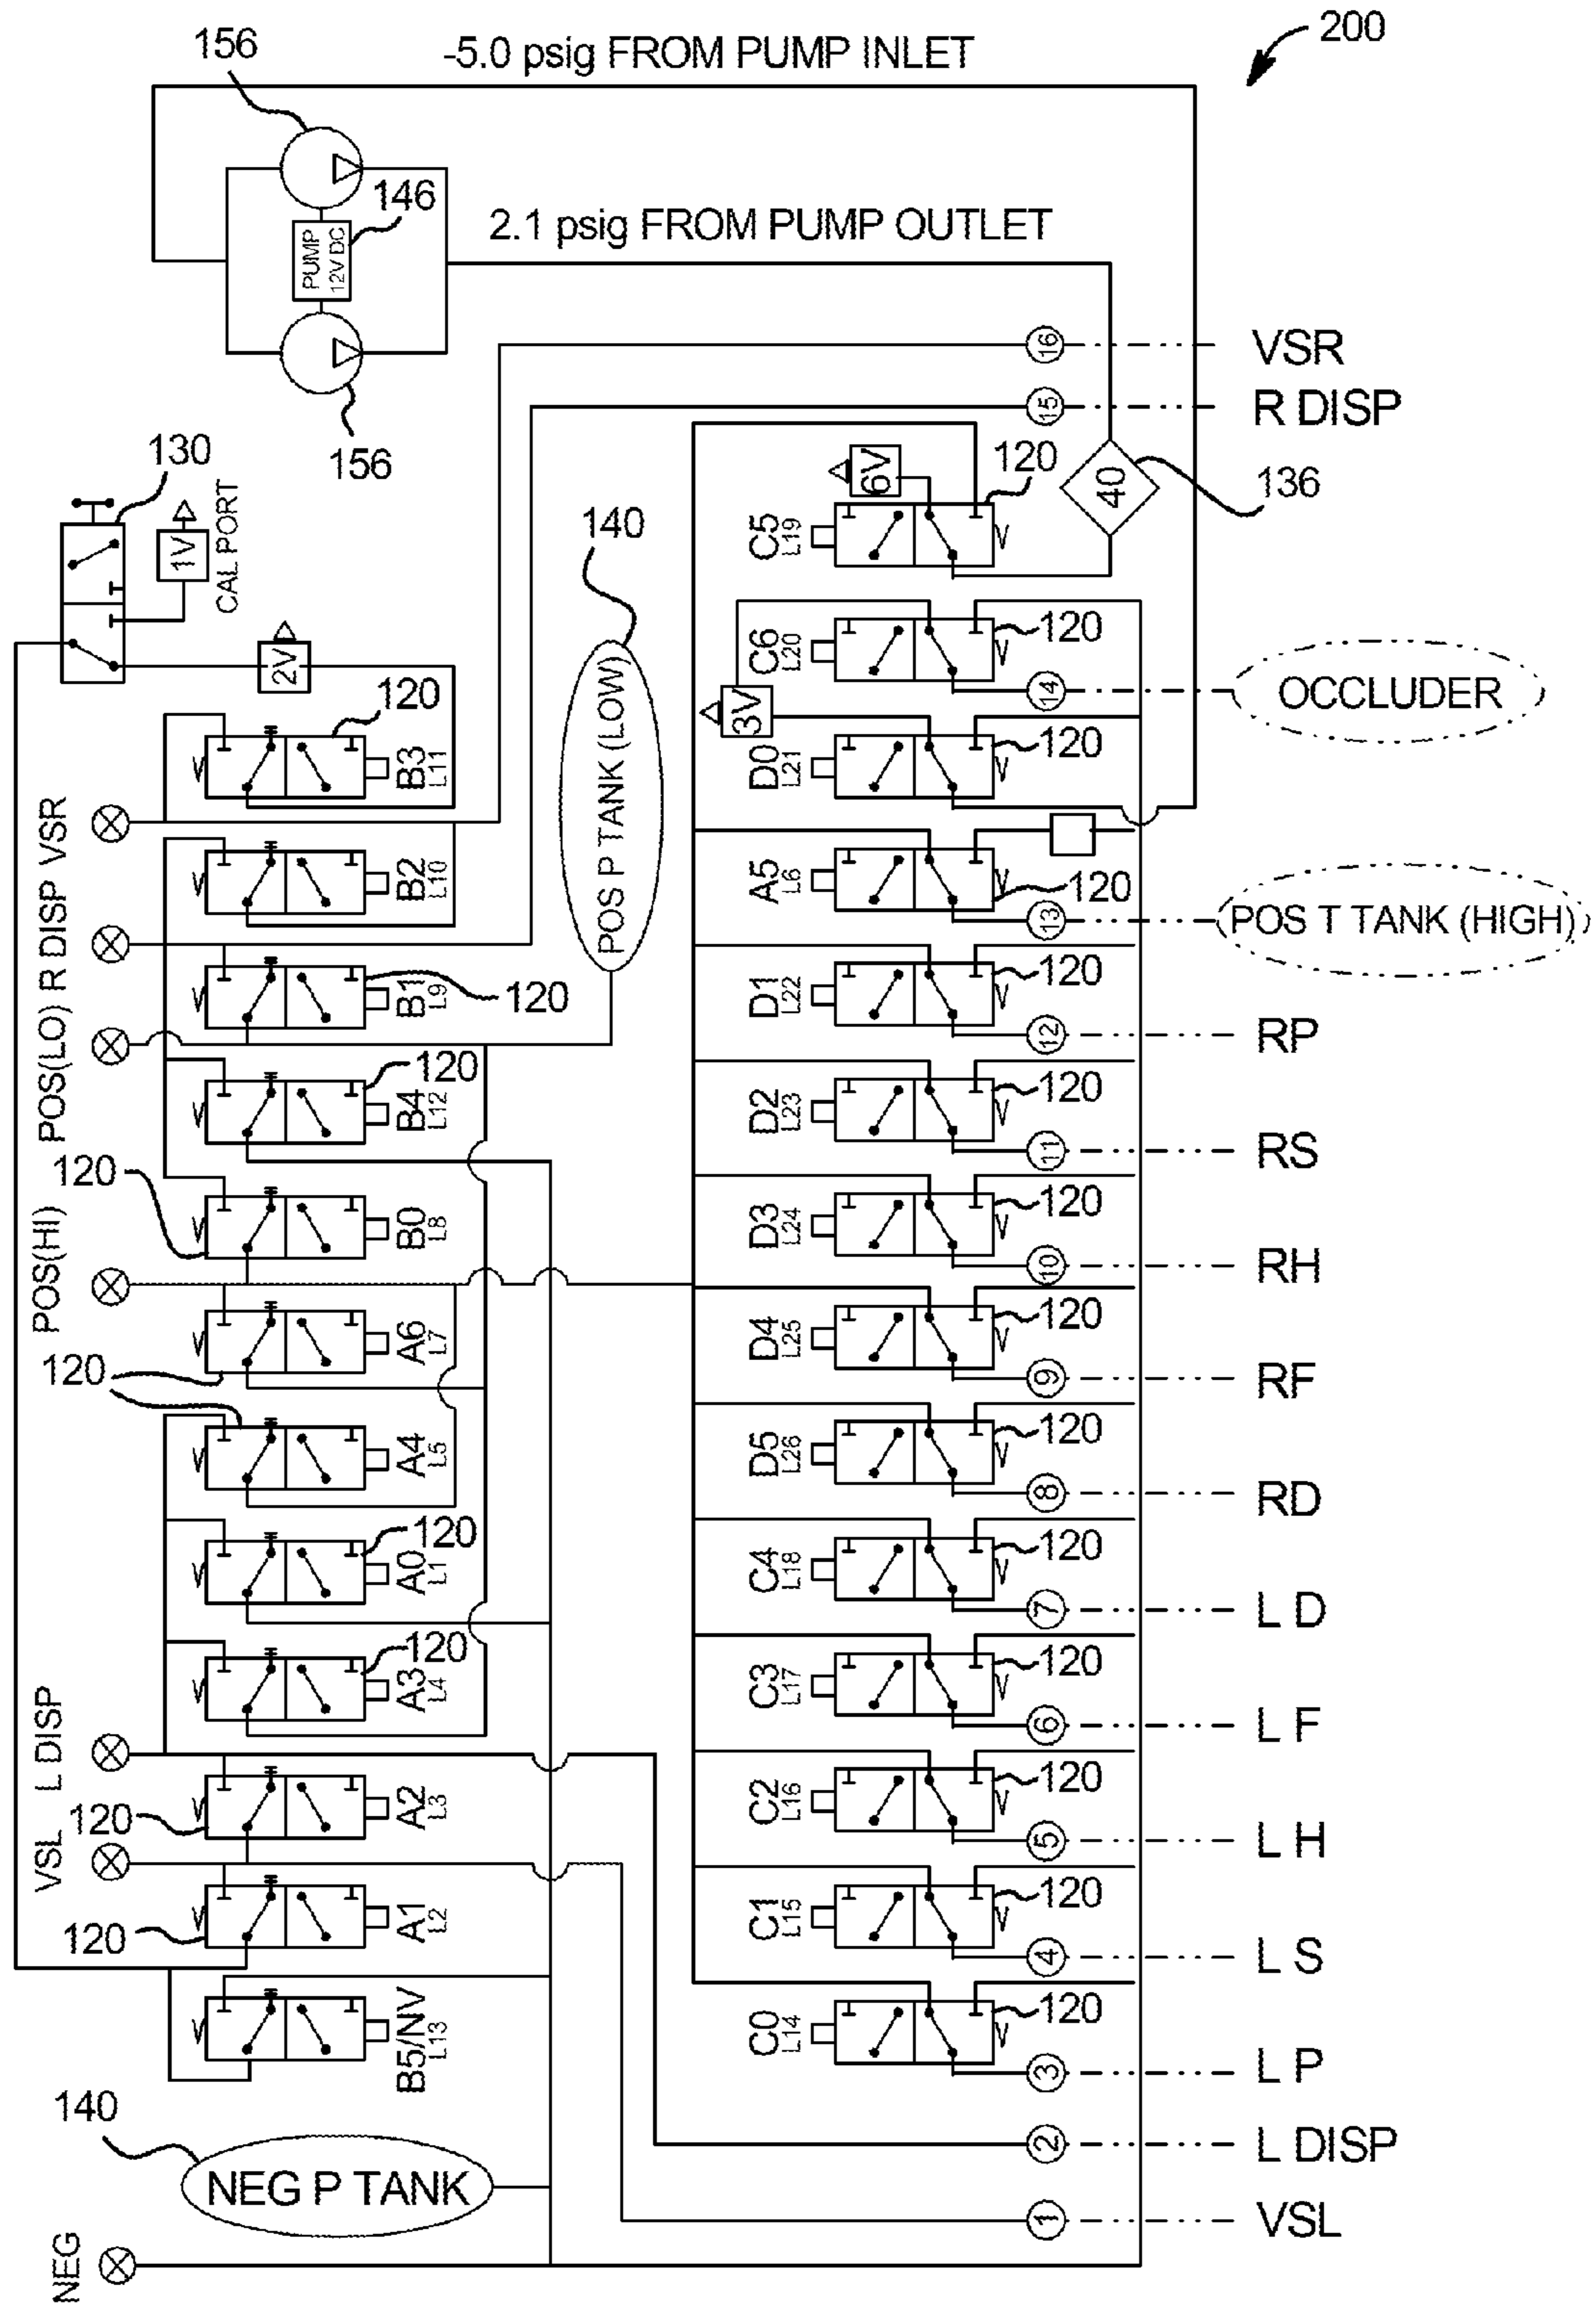 200
156
-5.0 psig FROM PUMP INLET
146
PUMP
12V DC
2.1 psig FROM PUMP OUTLET
156
16
VSR
15
R DISP
130
1V
CAL PORT
2V
140
POS P TANK (LOW)
6V
C5
L19
120
40
136
3V
C6
L20
120
14
OCCLUDER
D0
L21
120
A5
L6
120
13
POS T TANK (HIGH)
D1
L22
120
12
RP
D2
L23
120
11
RS
D3
L24
120
10
RH
D4
L25
120
9
RF
D5
L26
120
8
RD
C4
L18
120
7
L D
C3
L17
120
6
L F
C2
L16
120
5
L H
C1
L15
120
4
L S
C0
L14
120
3
L P
2
L DISP
1
VSL
VSR
120
B3
L11
R DISP
B2
L10
POS(LO)
B1
L9
120
120
B4
L12
120
B0
L8
POS(HI)
A6
L7
120
A4
L5
120
A0
L1
120
A3
L4
L DISP
120
A2
L3
VSL
120
A1
L2
B5/NV
L13
140
NEG P TANK
NEG